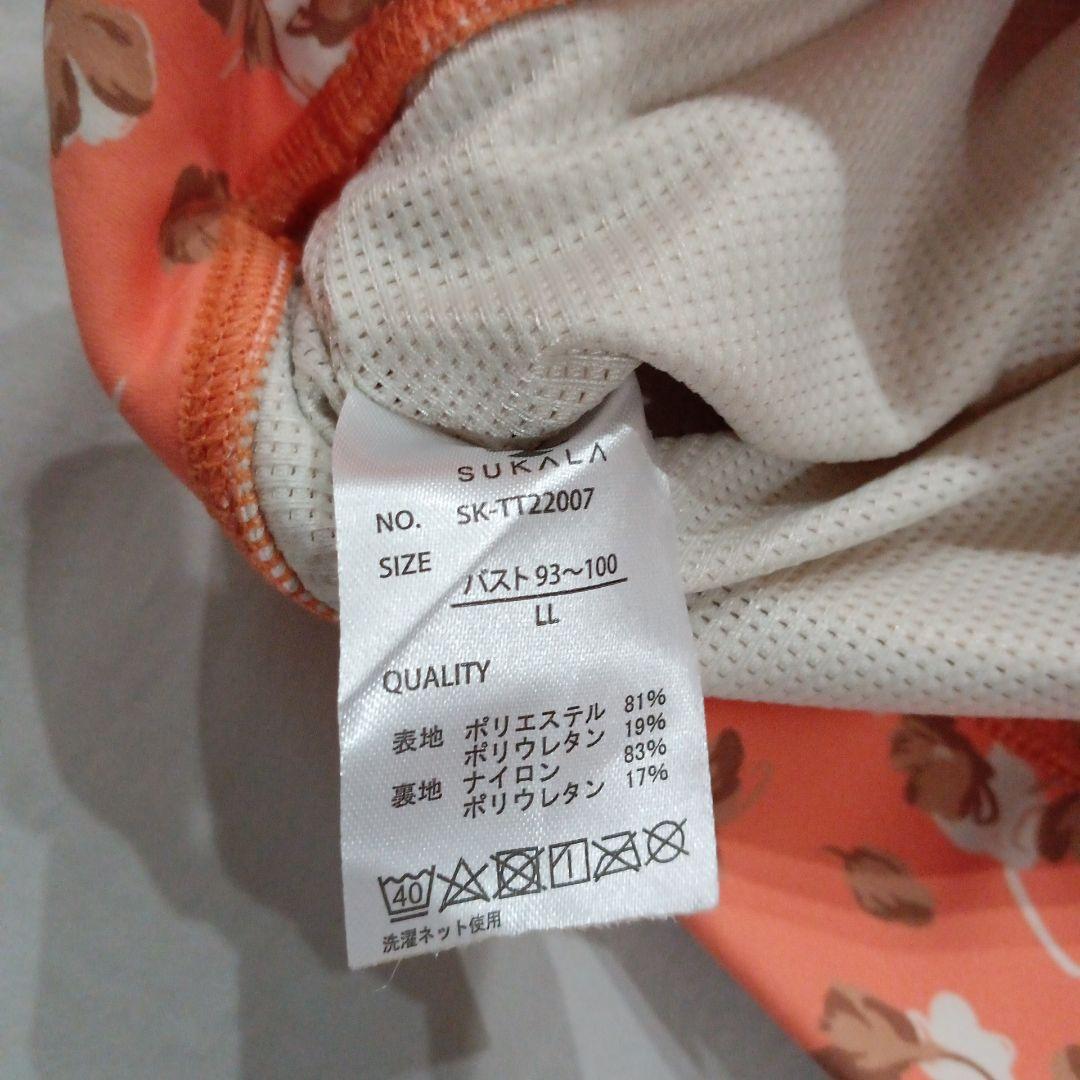 SUKALA
NO. SK-TT22007
SIZE バスト 93～100
LL
QUALITY
表地 ポリエステル 81%
ポリウレタン 19%
裏地 ナイロン 83%
ポリウレタン 17%
40
洗濯ネット使用